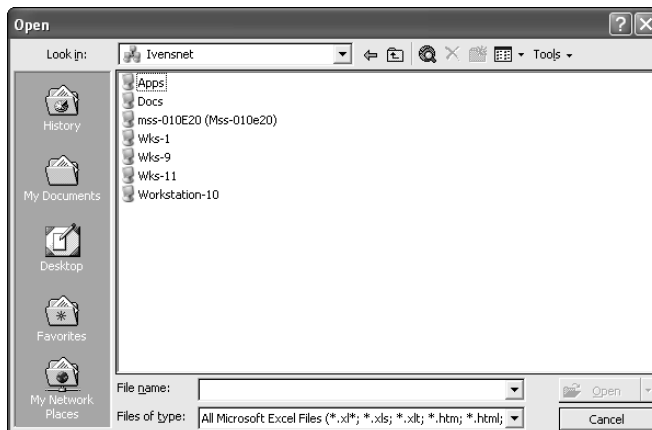 Open
Look in: Ivensnet Tools
Apps
Docs
mss-010E20 (Mss-010e20)
Wks-1
Wks-9
Wks-11
Workstation-10
History
My Documents
Desktop
Favorites
My Network
Places
File name: Open
Files of type: All Microsoft Excel Files (*.xl*; *.xls; *.xlt; *.htm; *.html; Cancel